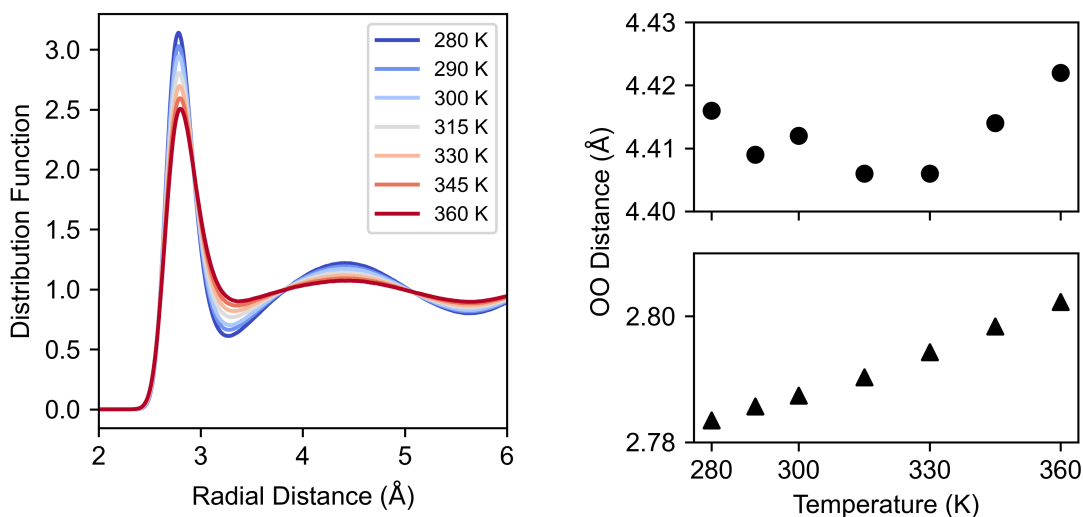 Distribution Function
3.0
2.5
2.0
1.5
1.0
0.5
0.0
280 K
290 K
300 K
315 K
330 K
345 K
360 K
2
3
4
5
6
Radial Distance (Å)
OO Distance (Å)
4.43
4.42
4.41
4.40
2.80
2.78
280
300
330
360
Temperature (K)